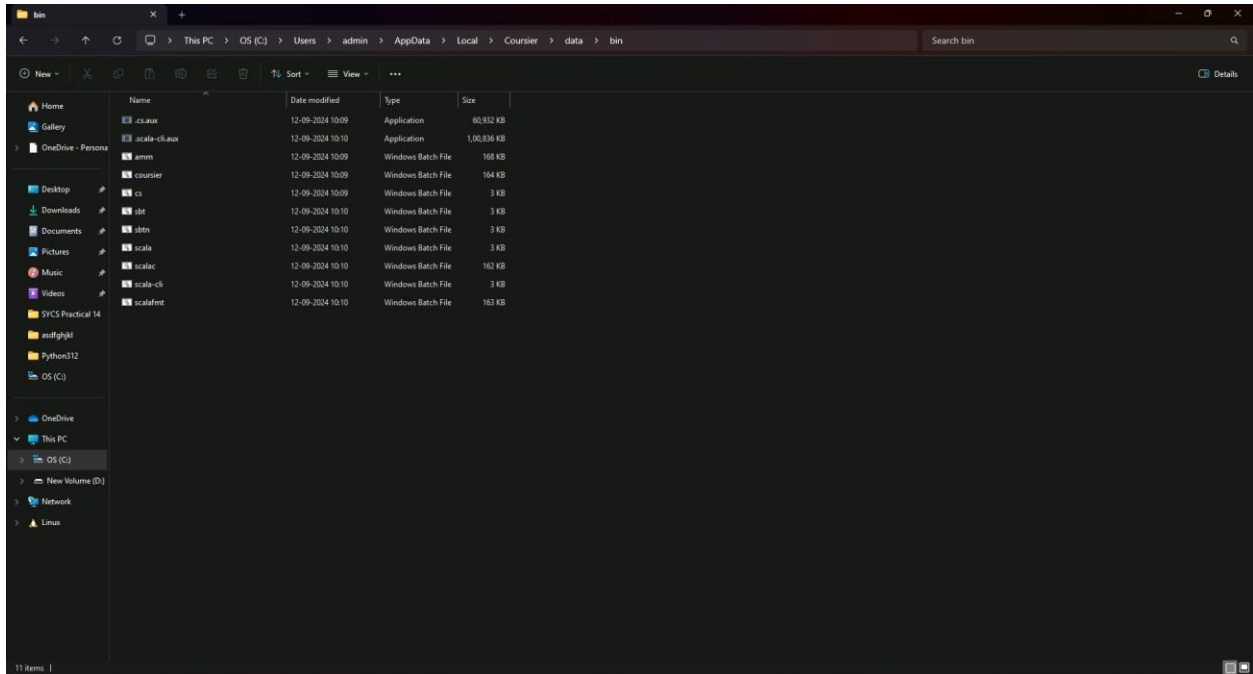 bin
This PC > OS (C:) > Users > admin > AppData > Local > Coursier > data > bin
Search bin
New
Sort
View
Details
Home
Gallery
OneDrive - Persona
Desktop
Downloads
Documents
Pictures
Music
Videos
SYCS Practical 14
asdfghjkl
Python312
OS (C:)
OneDrive
This PC
OS (C:)
New Volume (D:)
Network
Linux
Name Date modified Type Size
.cs.aux 12-09-2024 10:09 Application 60,932 KB
.scala-cli.aux 12-09-2024 10:10 Application 1,00,836 KB
amm 12-09-2024 10:09 Windows Batch File 168 KB
coursier 12-09-2024 10:09 Windows Batch File 164 KB
cs 12-09-2024 10:09 Windows Batch File 3 KB
sbt 12-09-2024 10:10 Windows Batch File 3 KB
sbtn 12-09-2024 10:10 Windows Batch File 3 KB
scala 12-09-2024 10:10 Windows Batch File 3 KB
scalac 12-09-2024 10:10 Windows Batch File 162 KB
scala-cli 12-09-2024 10:10 Windows Batch File 3 KB
scalafmt 12-09-2024 10:10 Windows Batch File 163 KB
11 items